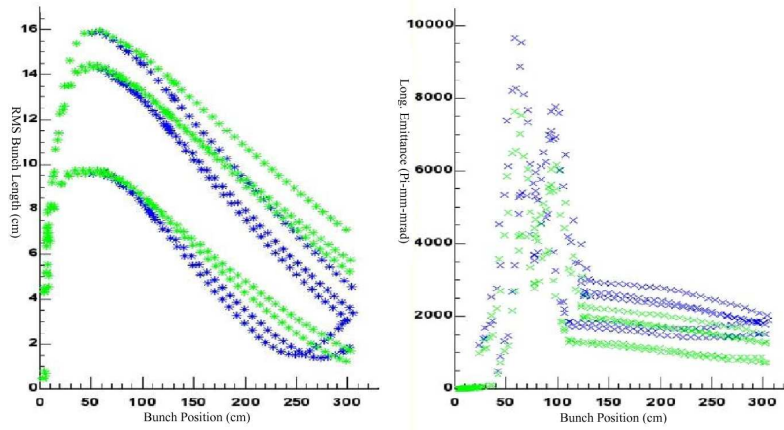 16
14
12
10
8
6
4
2
0
RMS Bunch Length (cm)
0 50 100 150 200 250 300
Bunch Position (cm)
10000
8000
6000
4000
2000
0
Long. Emittance (Pi-mm-mrad)
0 50 100 150 200 250 300
Bunch Position (cm)